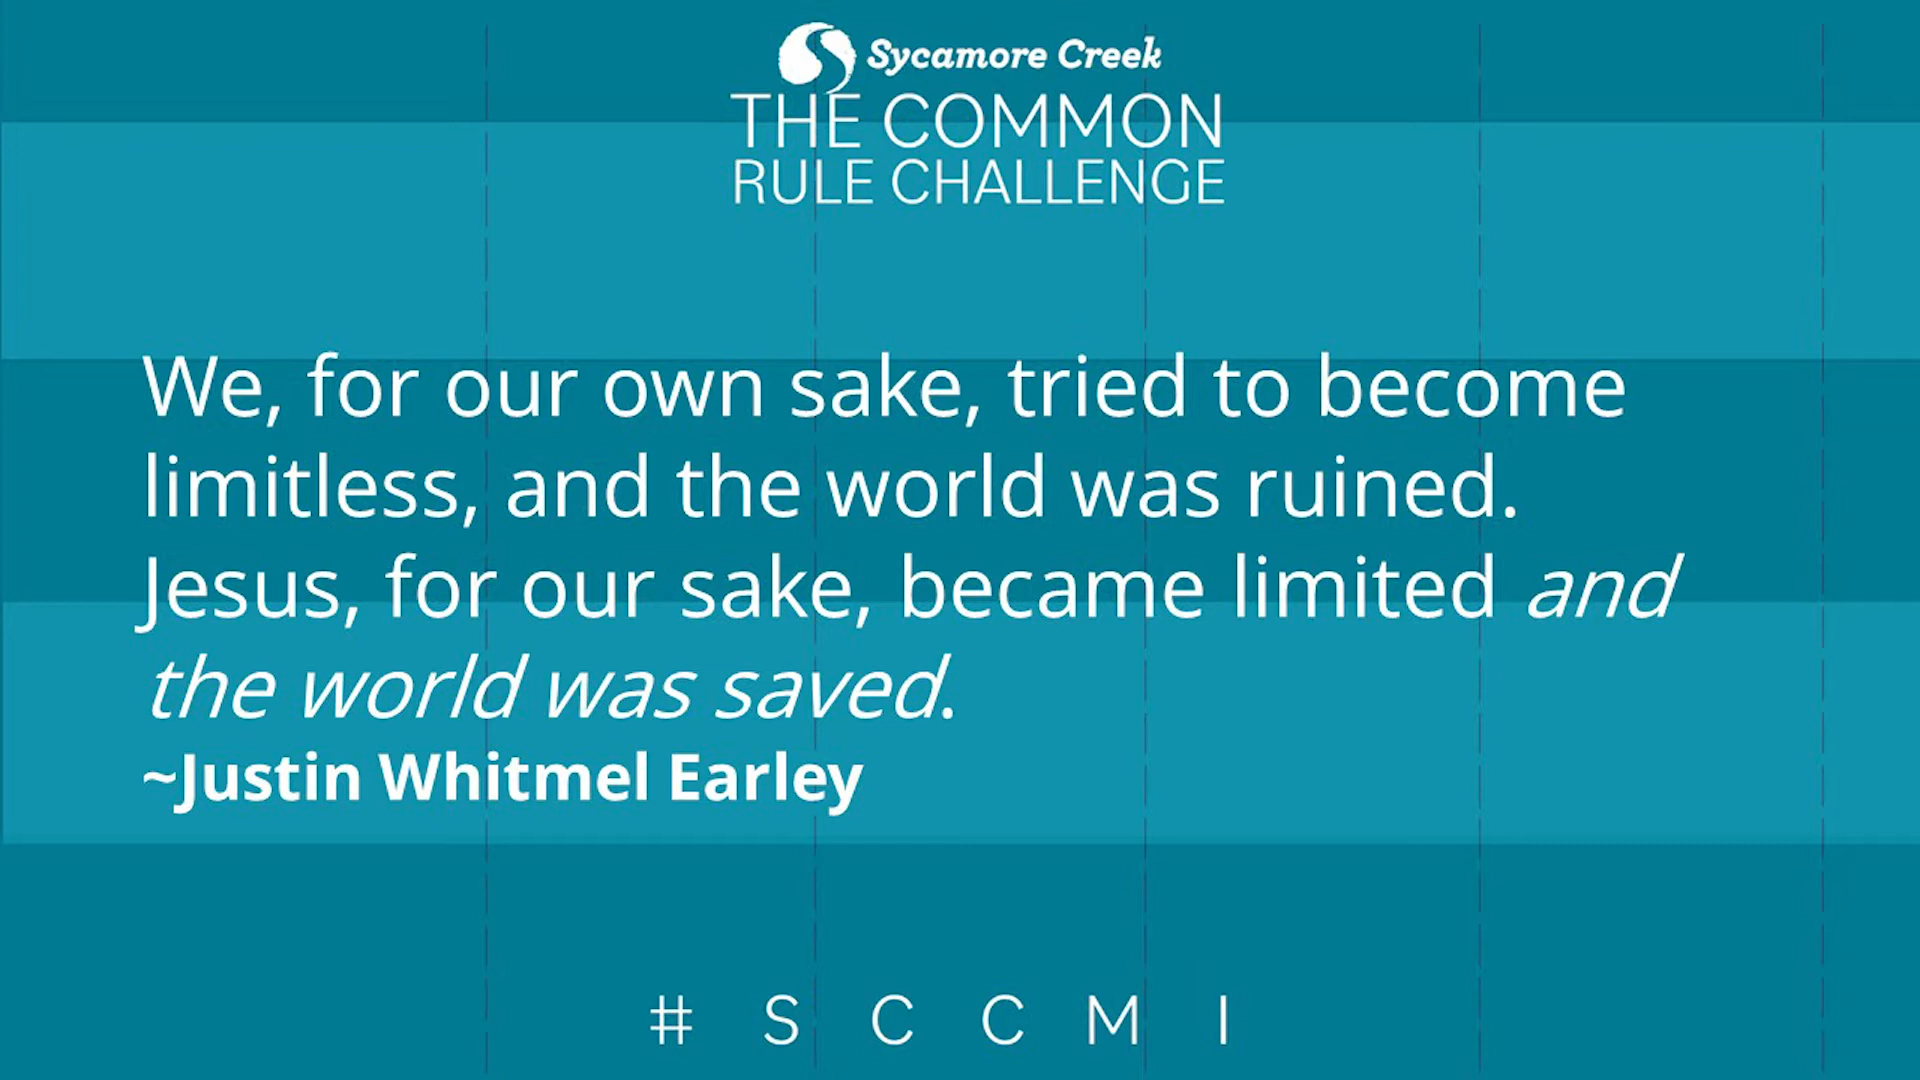 Sycamore Creek
THE COMMON
RULE CHALLENGE
We, for our own sake, tried to become
limitless, and the world was ruined.
Jesus, for our sake, became limited and
the world was saved.
~Justin Whitmel Earley
# S C C M I